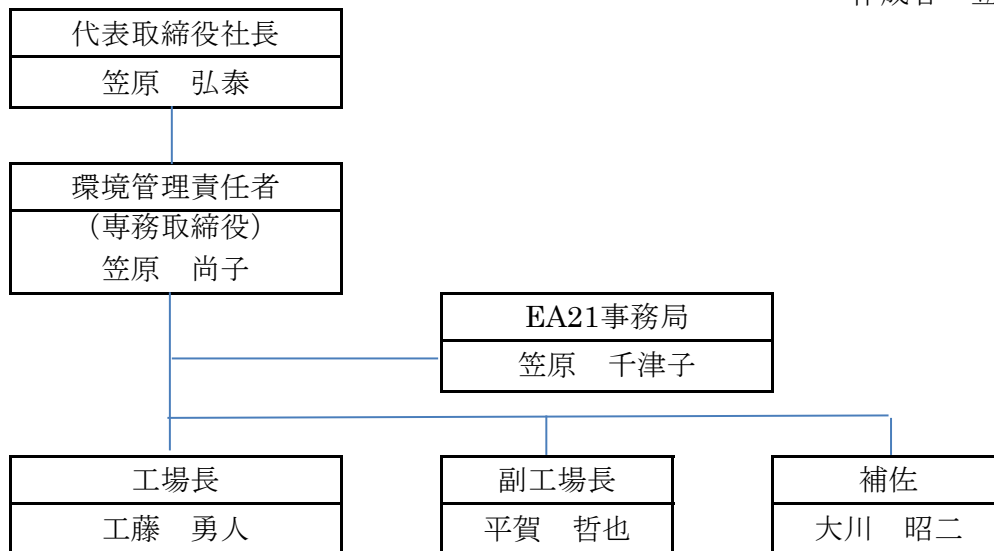 代表取締役社長
笠原　弘泰
環境管理責任者
(専務取締役)
笠原　尚子
EA21事務局
笠原　千津子
工場長
工藤　勇人
副工場長
平賀　哲也
補佐
大川　昭二